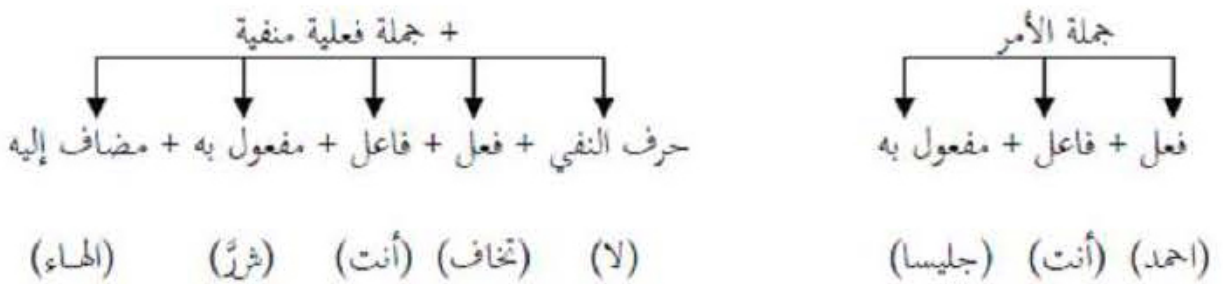 جملة الأمر + جملة فعلية منفية
فعل + فاعل + مفعول به حرف النفي + فعل + فاعل + مفعول به + مضاف إليه
(احمد) (أنت) (جليسا) (لا) (تخاف) (أنت) (شرَّ) (الهاء)